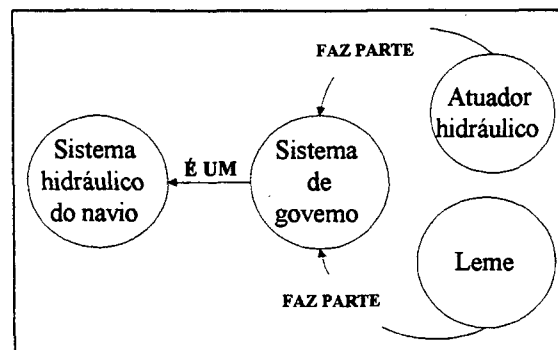 FAZ PARTE
Atuador
hidráulico
Sistema
hidráulico
do navio
É UM
Sistema
de
governo
Leme
FAZ PARTE